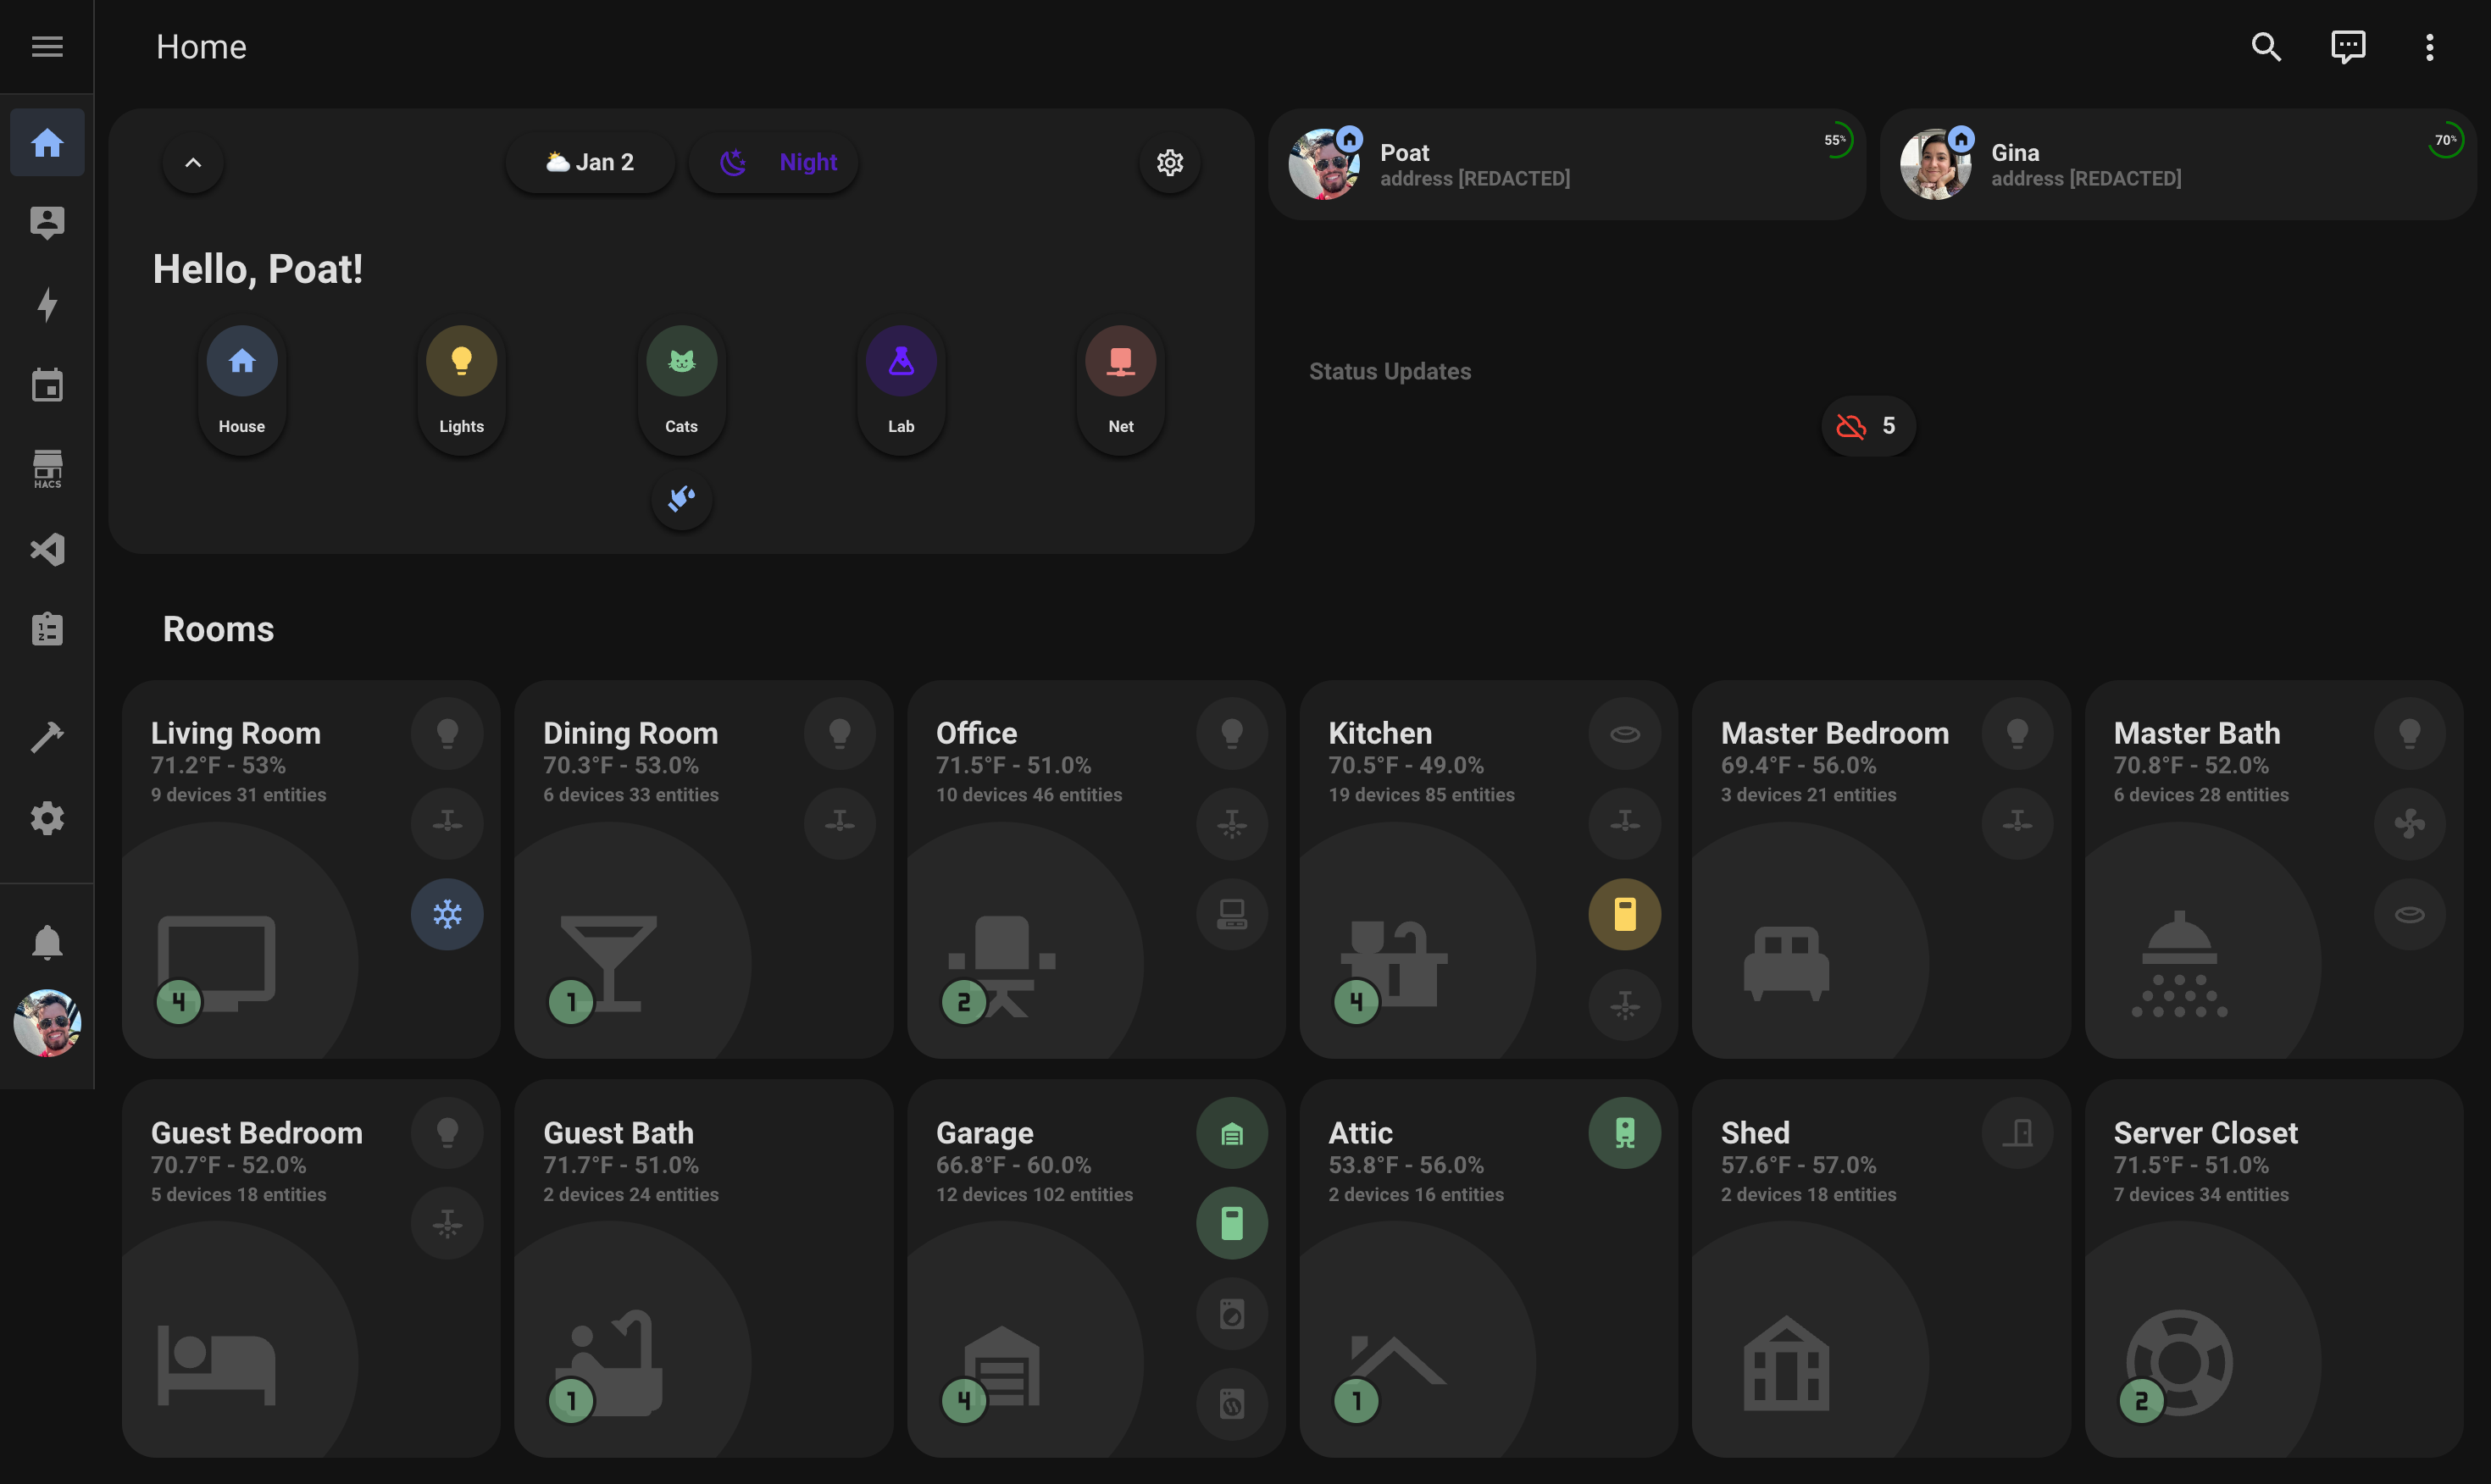 Home
HACS
Jan 2
Night
Hello, Poat!
House
Lights
Cats
Lab
Net
Poat
address [REDACTED]
55%
Gina
address [REDACTED]
70%
Status Updates
5
Rooms
Living Room
71.2°F - 53%
9 devices 31 entities
4
Dining Room
70.3°F - 53.0%
6 devices 33 entities
1
Office
71.5°F - 51.0%
10 devices 46 entities
2
Kitchen
70.5°F - 49.0%
19 devices 85 entities
4
Master Bedroom
69.4°F - 56.0%
3 devices 21 entities
Master Bath
70.8°F - 52.0%
6 devices 28 entities
Guest Bedroom
70.7°F - 52.0%
5 devices 18 entities
Guest Bath
71.7°F - 51.0%
2 devices 24 entities
1
Garage
66.8°F - 60.0%
12 devices 102 entities
4
Attic
53.8°F - 56.0%
2 devices 16 entities
1
Shed
57.6°F - 57.0%
2 devices 18 entities
Server Closet
71.5°F - 51.0%
7 devices 34 entities
2